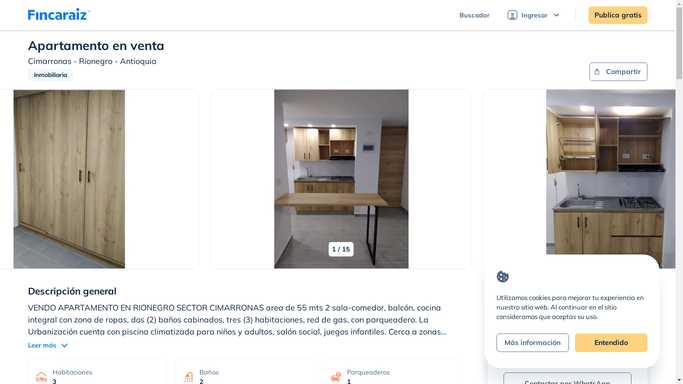 Fincaraiz
Buscador
Ingresar
Publica gratis
Apartamento en venta
Cimarronas - Rionegro - Antioquia
Inmobiliaria
Compartir
1 / 15
Descripción general
VENDO APARTAMENTO EN RIONEGRO SECTOR CIMARRONAS area de 55 mts 2 sala-comedor, balcón, cocina
integral con zona de ropas, dos (2) baños cabinados, tres (3) habitaciones, red de gas, con parqueadero. La
Urbanización cuenta con piscina climatizada para niños y adultos, salón social, juegos infantiles. Cerca a zonas...
Leer más
Habitaciones
3
Baños
2
Parqueaderos
1
Utilizamos cookies para mejorar tu experiencia en
nuestro sitio web. Al continuar en el sitio
consideramos que aceptas su uso.
Más información
Entendido
Contactar por WhatsApp